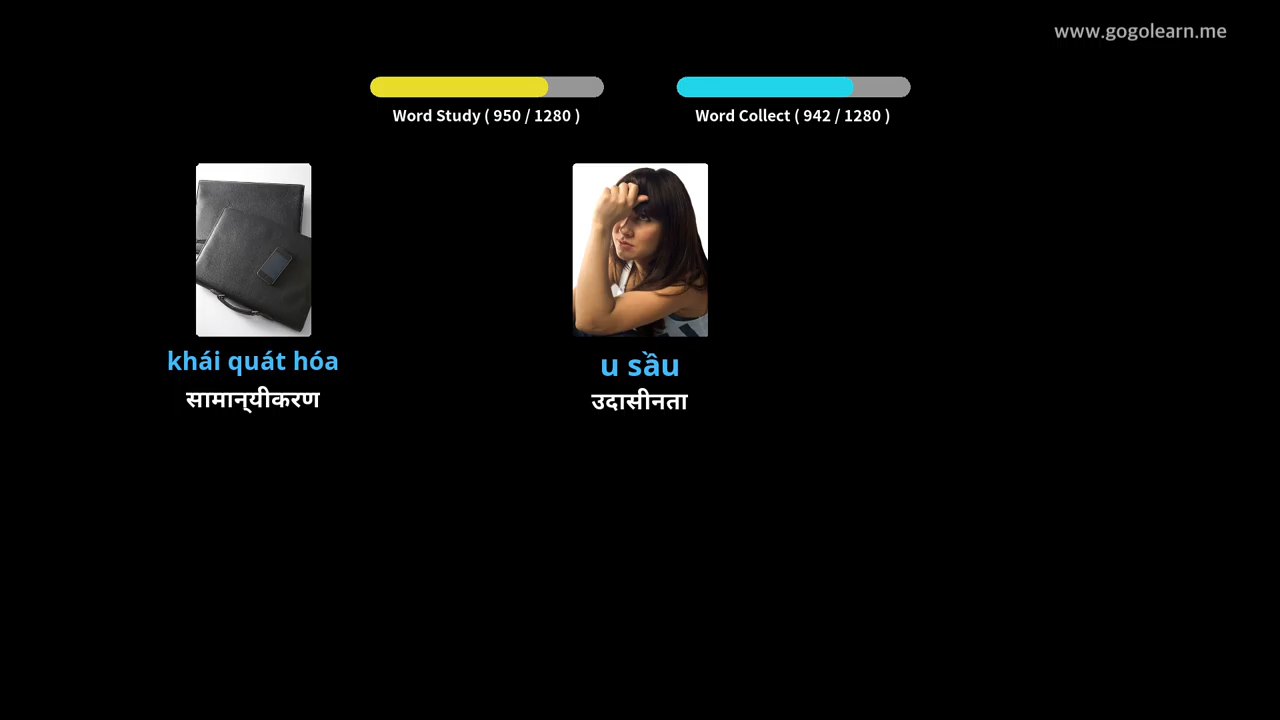 www.gogolearn.me
Word Study ( 950 / 1280 )
Word Collect ( 942 / 1280 )
khái quát hóa
सामान्यीकरण
u sầu
उदासीनता